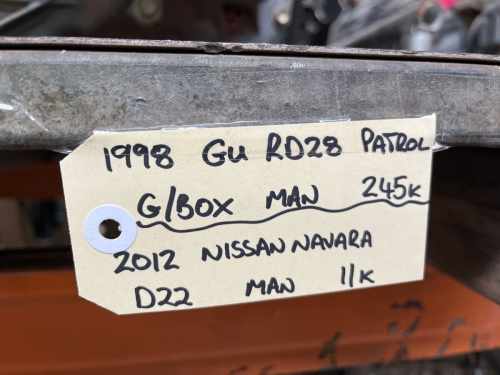 1998 GU RD28 PATROL
G/BOX MAN 245K
2012 NISSAN NAVARA
D22 MAN 11K